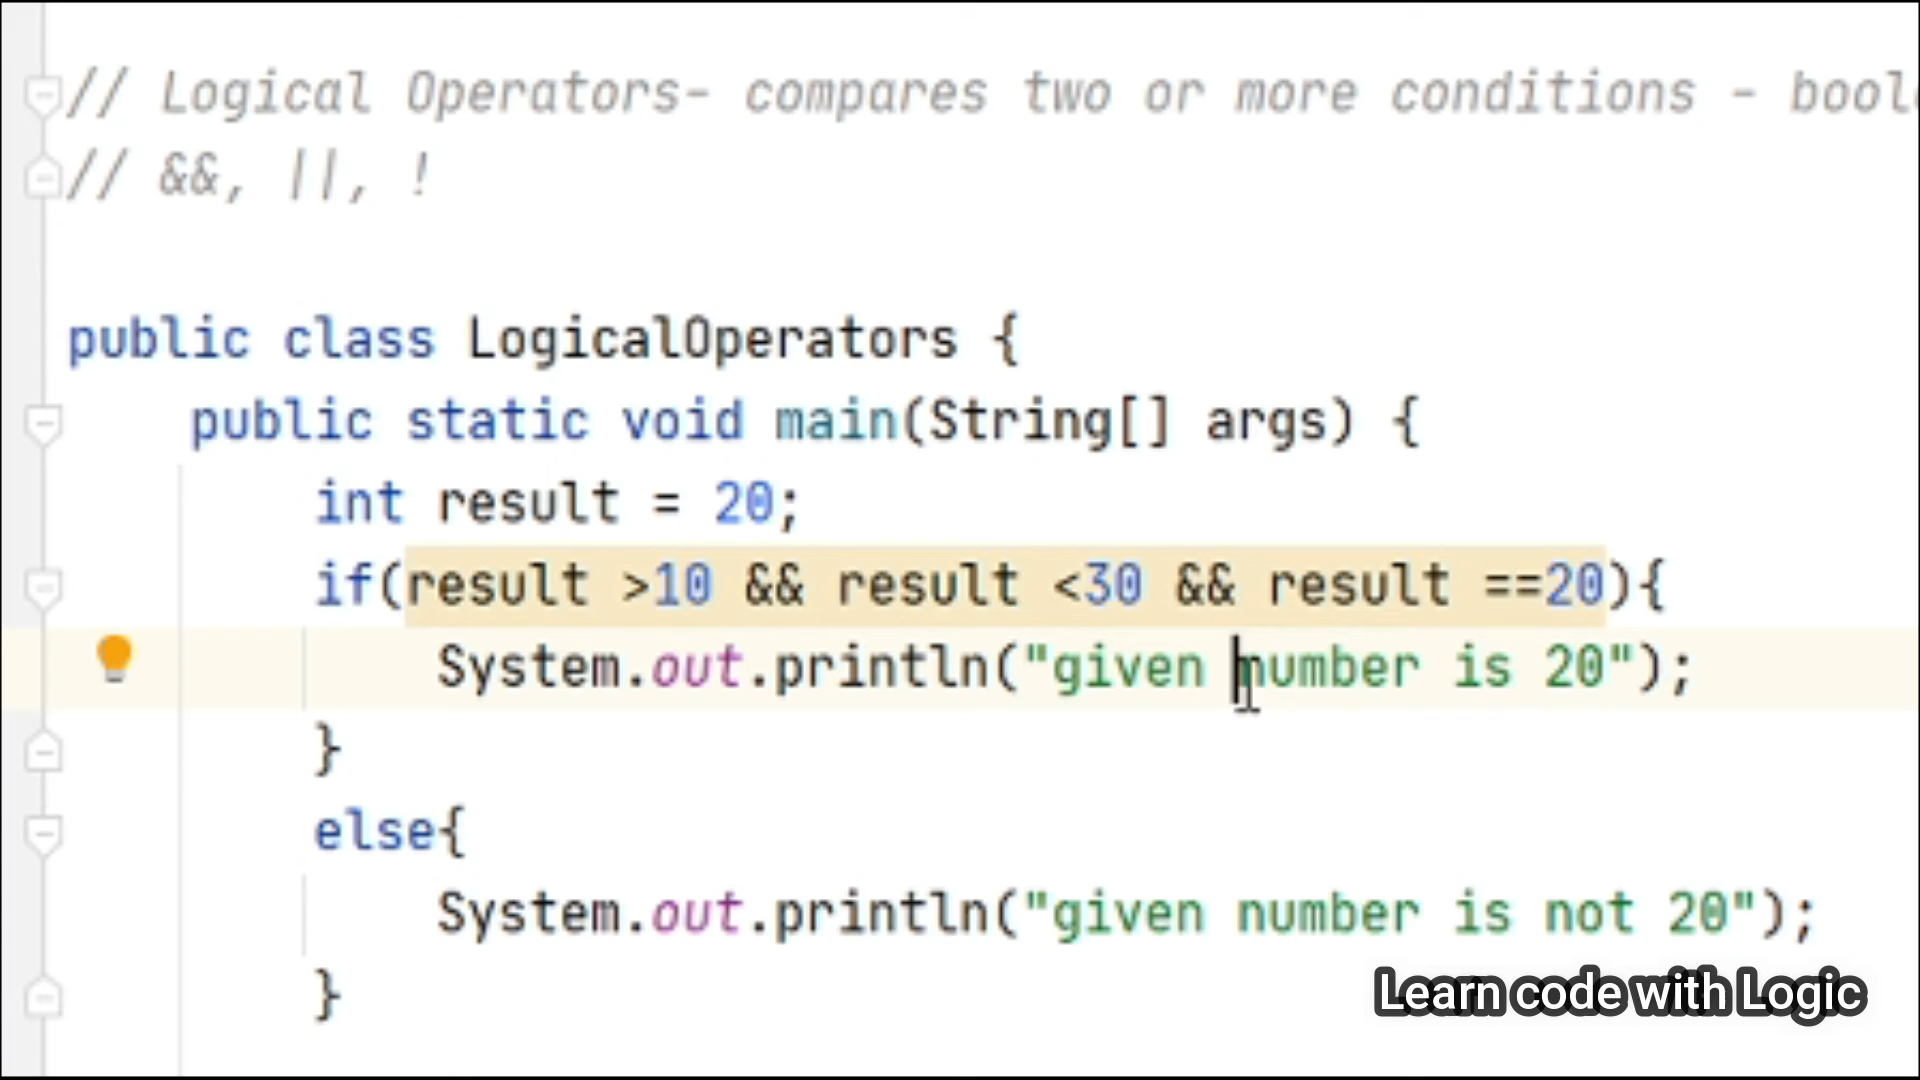 // Logical Operators- compares two or more conditions - bool
// &&, ||, !
public class LogicalOperators {
public static void main(String[] args) {
int result = 20;
if(result >10 && result <30 && result ==20){
System.out.println("given number is 20");
}
else{
System.out.println("given number is not 20");
}
Learn code with Logic